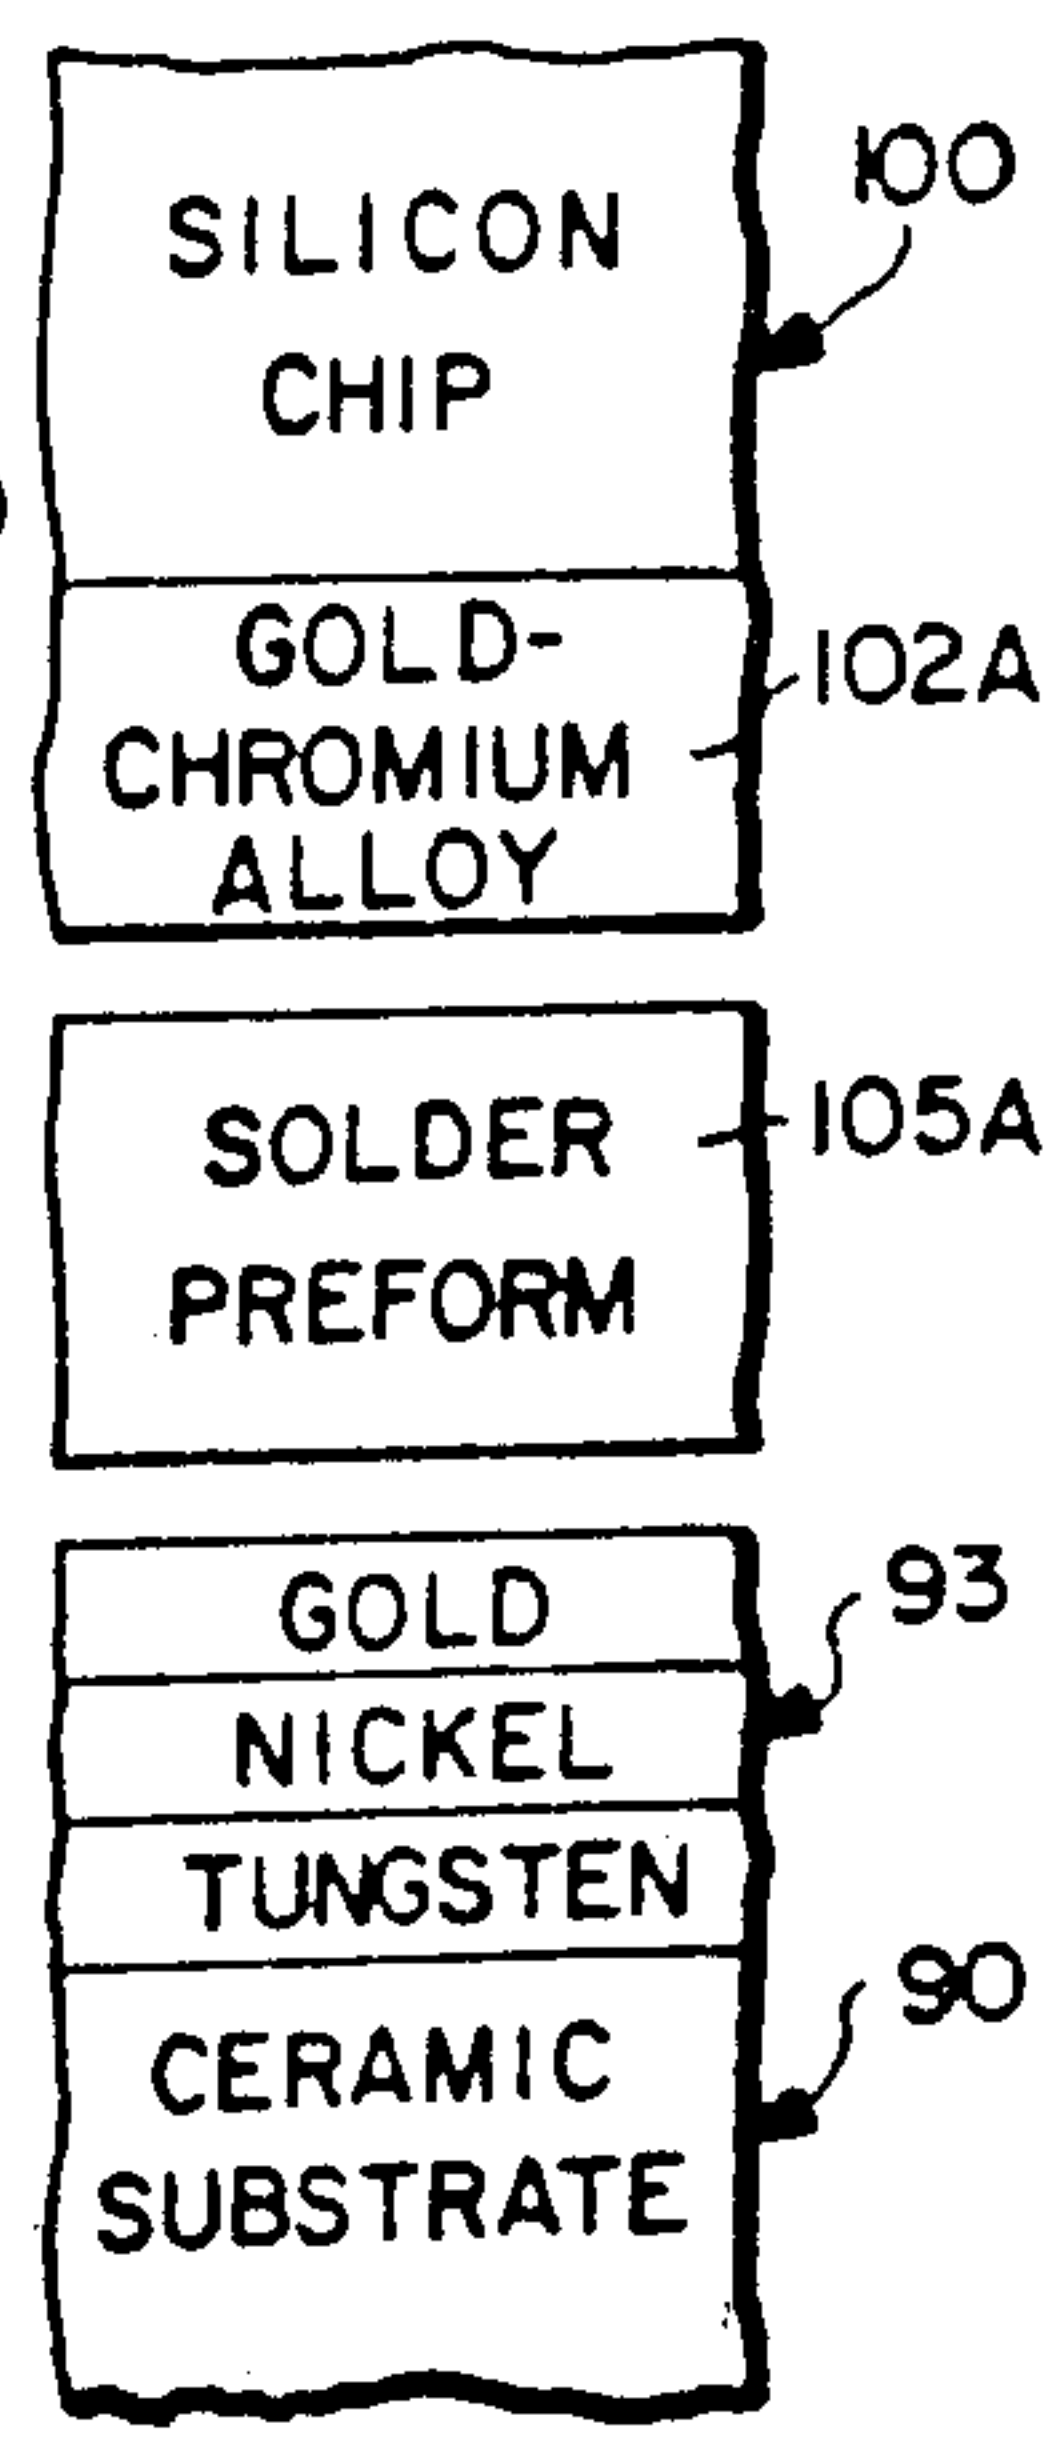 100
SILICON
CHIP
GOLD-
102A
CHROMIUM
ALLOY
105A
SOLDER
PREFORM
93
GOLD
NICKEL
TUNGSTEN
90
CERAMIC
SUBSTRATE